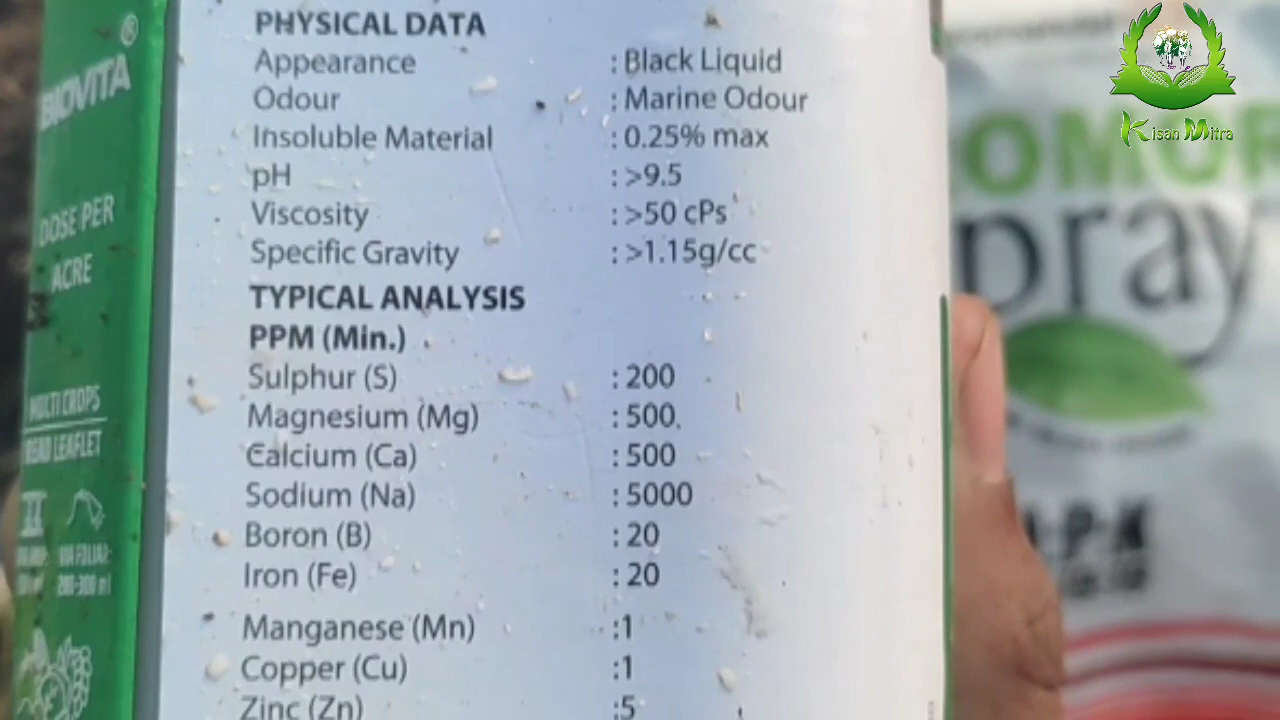 BIOVITA®
DOSE PER
ACRE
MULTI CROPS
READ LEAFLET
VIA FOLIAR
PHYSICAL DATA
Appearance : Black Liquid
Odour : Marine Odour
Insoluble Material : 0.25% max
pH : >9.5
Viscosity : >50 cPs
Specific Gravity : >1.15g/cc
TYPICAL ANALYSIS
PPM (Min.)
Sulphur (S) : 200
Magnesium (Mg) : 500
Calcium (Ca) : 500
Sodium (Na) : 5000
Boron (B) : 20
Iron (Fe) : 20
Manganese (Mn) :1
Copper (Cu) :1
Zinc (Zn) :5
Kisan Mitra
OMOR
pray